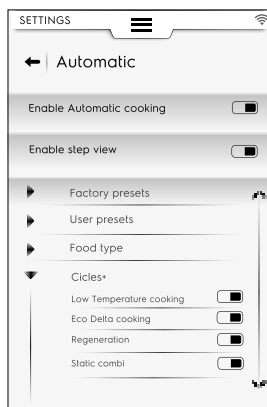 SETTINGS
Automatic
Enable Automatic cooking
Enable step view
Factory presets
User presets
Food type
Cicles+
Low Temperature cooking
Eco Delta cooking
Regeneration
Static combi